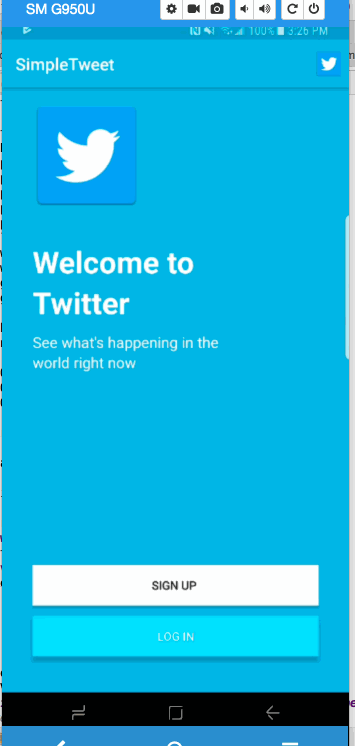 SM G950U
100% 3:26 PM
SimpleTweet
Welcome to
Twitter
See what's happening in the
world right now
SIGN UP
LOG IN